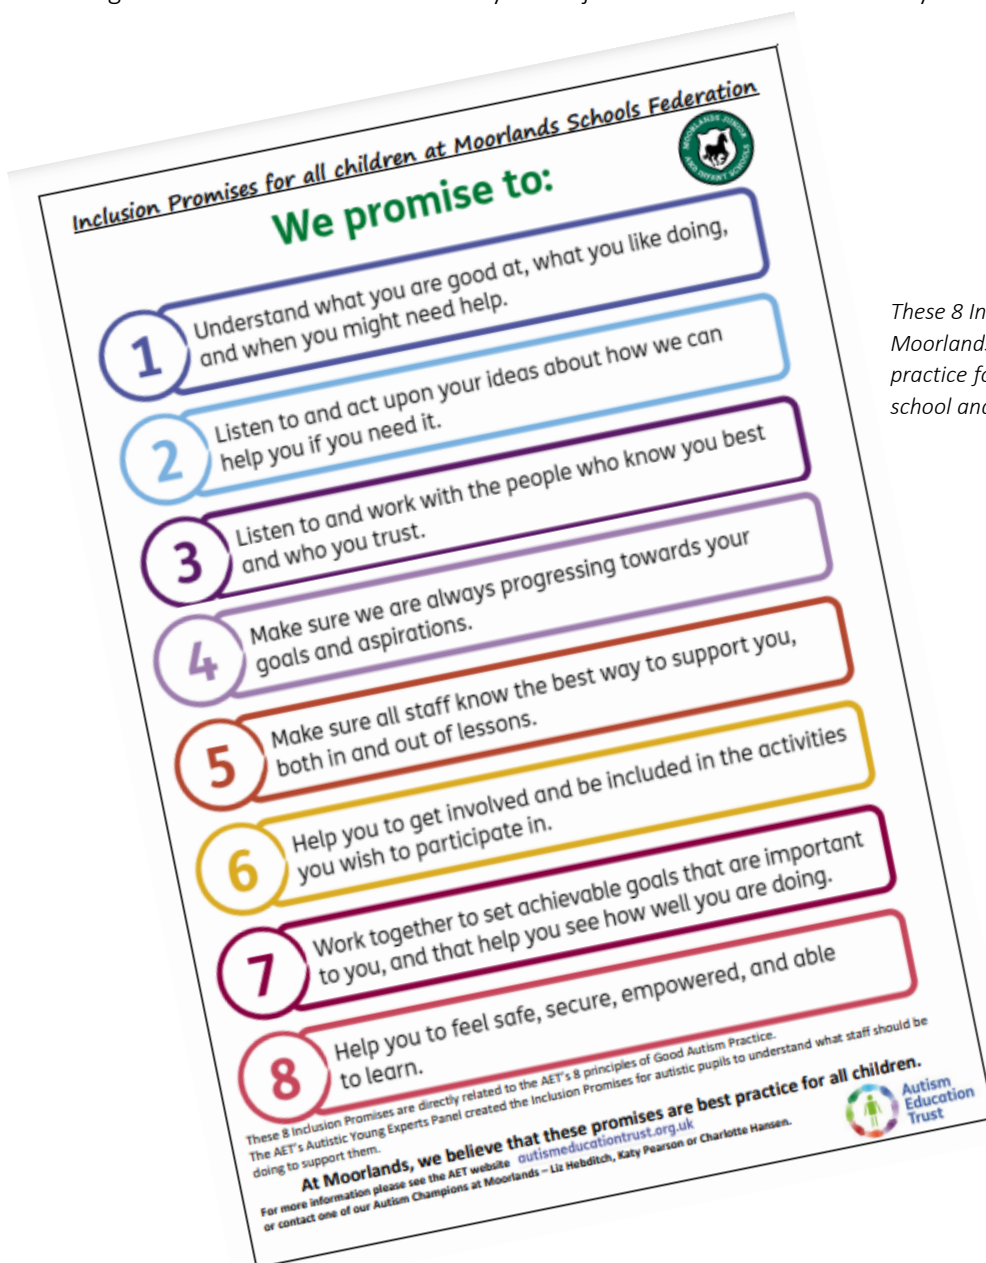 Inclusion Promises for all children at Moorlands Schools Federation
MOORLANDS JUNIOR
AND INFANT SCHOOLS
We promise to:
1
Understand what you are good at, what you like doing,
and when you might need help.
2
Listen to and act upon your ideas about how we can
help you if you need it.
3
Listen to and work with the people who know you best
and who you trust.
4
Make sure we are always progressing towards your
goals and aspirations.
5
Make sure all staff know the best way to support you,
both in and out of lessons.
6
Help you to get involved and be included in the activities
you wish to participate in.
7
Work together to set achievable goals that are important
to you, and that help you see how well you are doing.
8
Help you to feel safe, secure, empowered, and able
to learn.
These 8 Inclusion Promises are directly related to the AET's 8 principles of Good Autism Practice.
The AET's Autistic Young Experts Panel created the Inclusion Promises for autistic pupils to understand what staff should be
doing to support them.
At Moorlands, we believe that these promises are best practice for all children.
For more information please see the AET website autismeducationtrust.org.uk
or contact one of our Autism Champions at Moorlands – Liz Hebditch, Katy Pearson or Charlotte Hansen.
Autism
Education
Trust
These 8 In
Moorlands
practice fo
school and